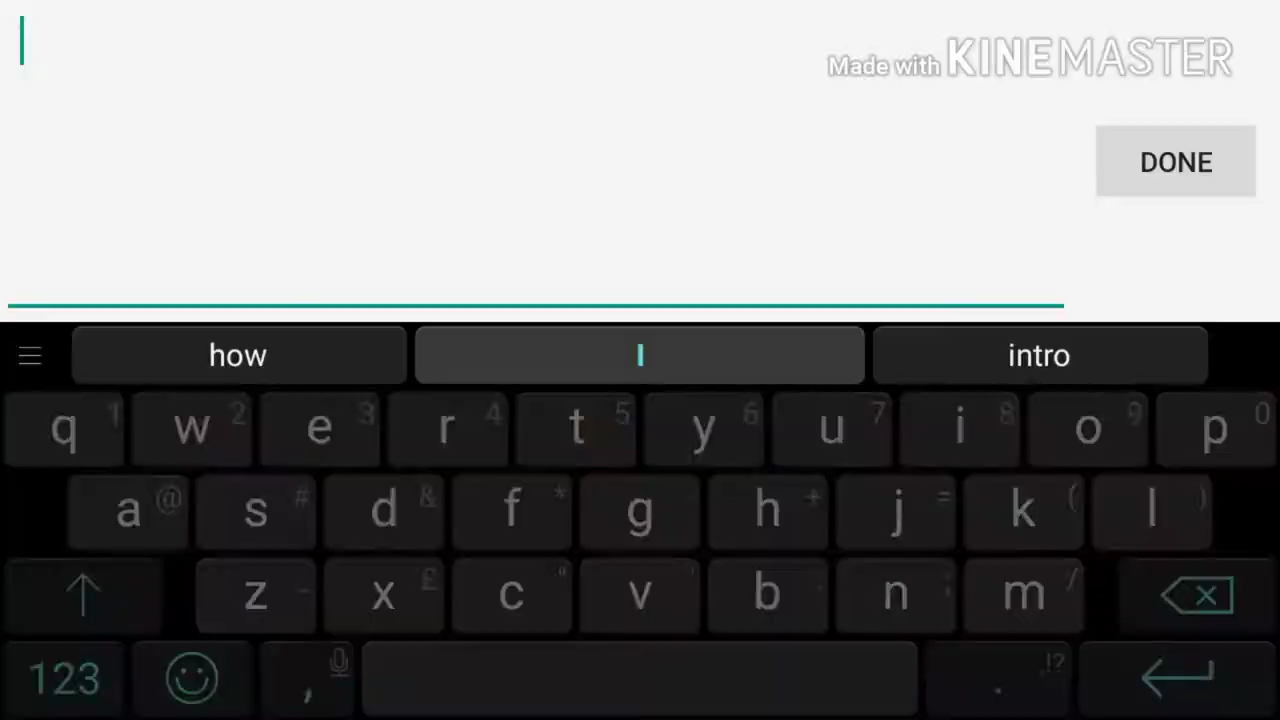 Made with KINEMASTER
DONE
how I intro
q 1 w 2 e 3 r 4 t 5 y 6 u 7 i 8 o 9 p 0
a @ s # d & f * g h + j = k ( l )
z - x £ c " v ' b n ; m /
123 , . !?